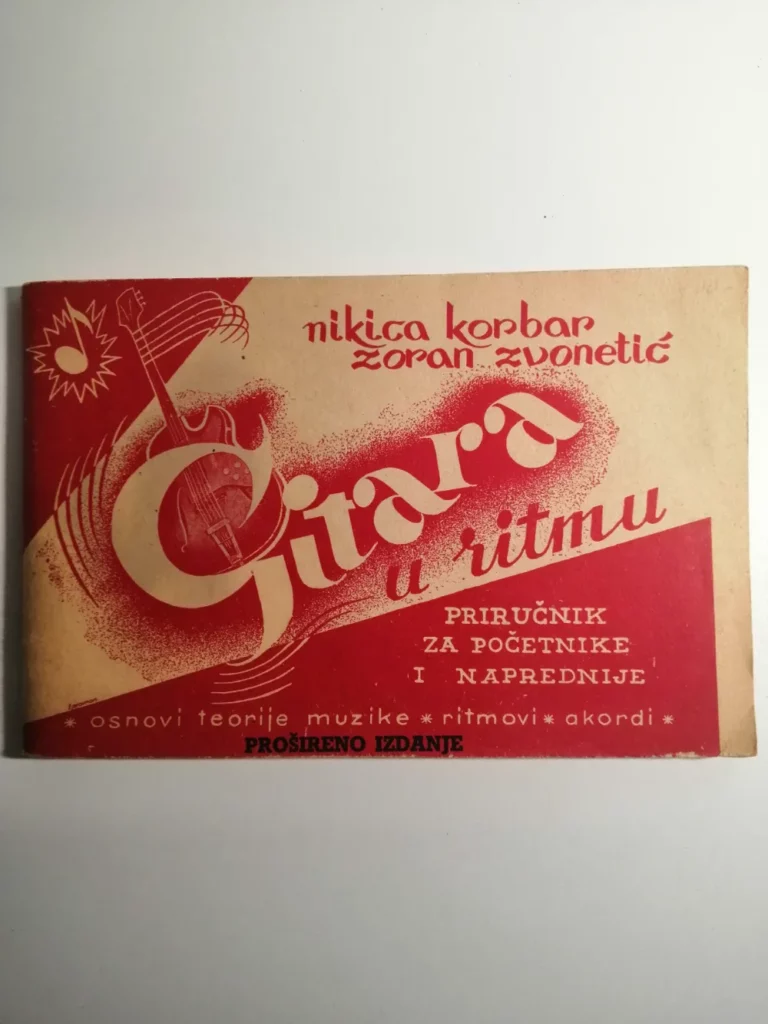 nikica korbar
zoran zvonetić
Gitara
u ritmu
PRIRUČNIK
ZA POČETNIKE
I NAPREDNIJE
* osnovi teorije muzike * ritmovi * akordi *
PROŠIRENO IZDANJE